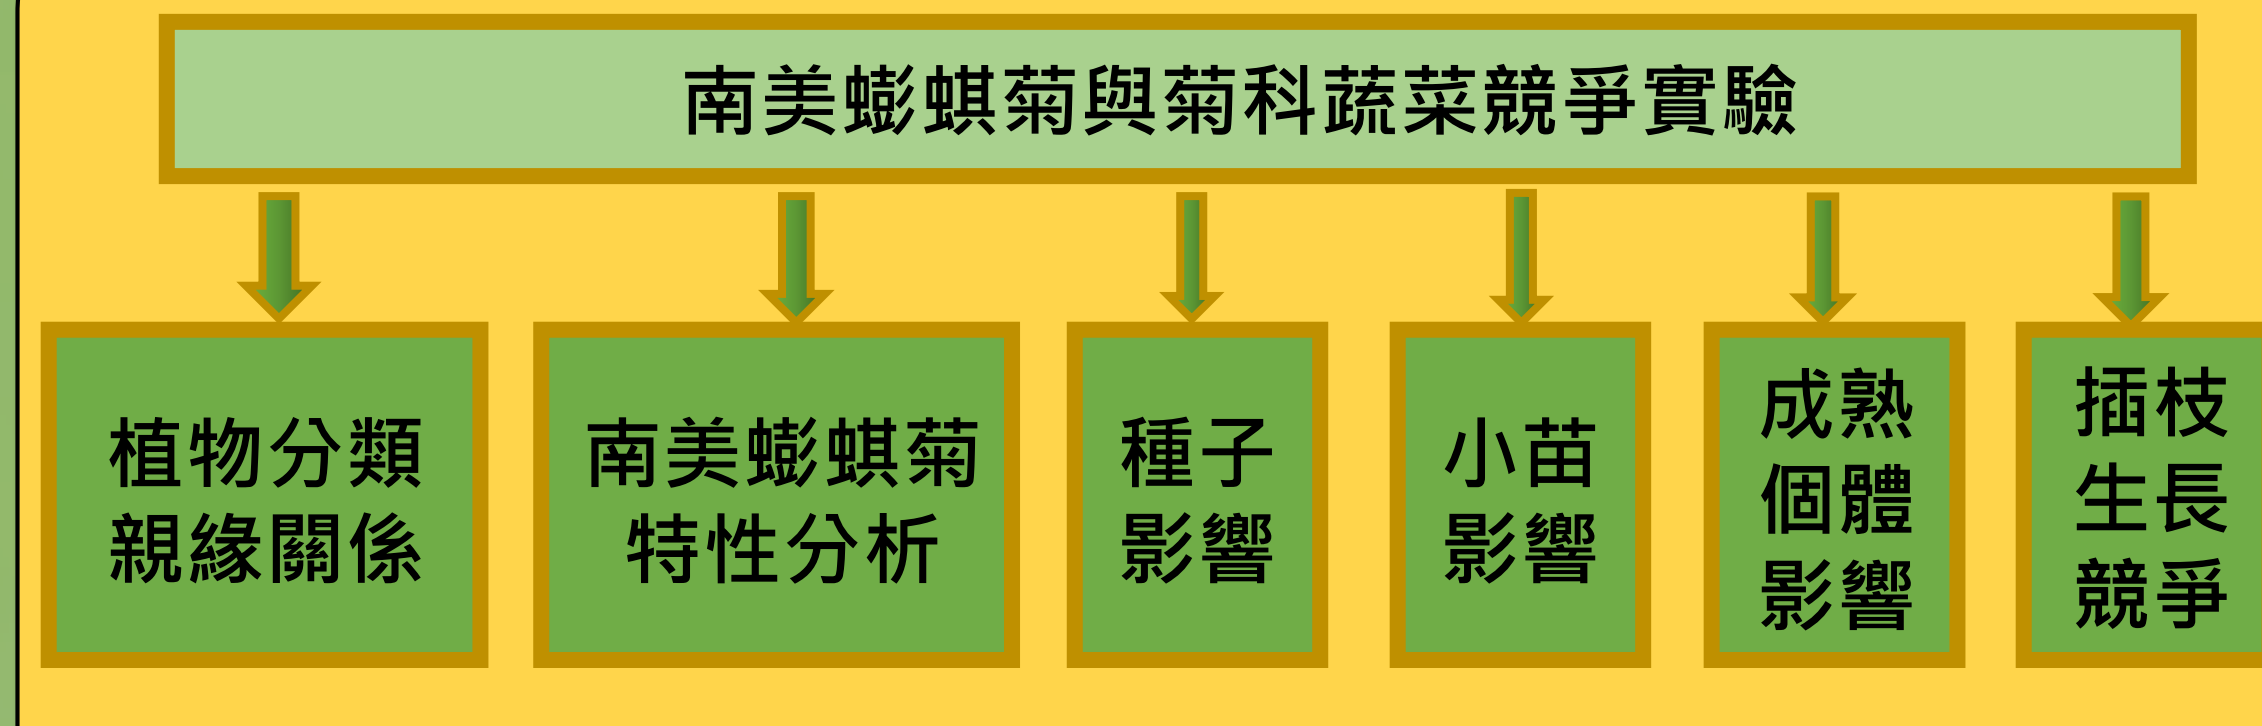 南美蟛蜞菊與菊科蔬菜競爭實驗
植物分類
親緣關係
南美蟛蜞菊
特性分析
種子
影響
小苗
影響
成熟
個體
影響
插枝
生長
競爭